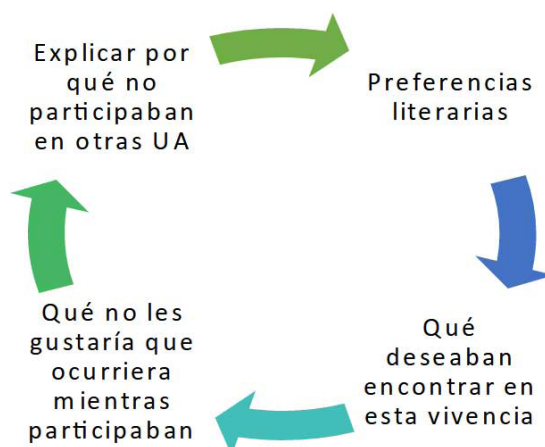 Explicar por
qué no
participaban
en otras UA
Preferencias
literarias
Qué
deseaban
encontrar en
esta vivencia
Qué no les
gustaría que
ocurriera
mientras
participaban